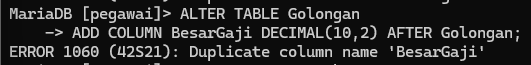 MariaDB [pegawai]> ALTER TABLE Golongan
    -> ADD COLUMN BesarGaji DECIMAL(10,2) AFTER Golongan;
ERROR 1060 (42S21): Duplicate column name 'BesarGaji'